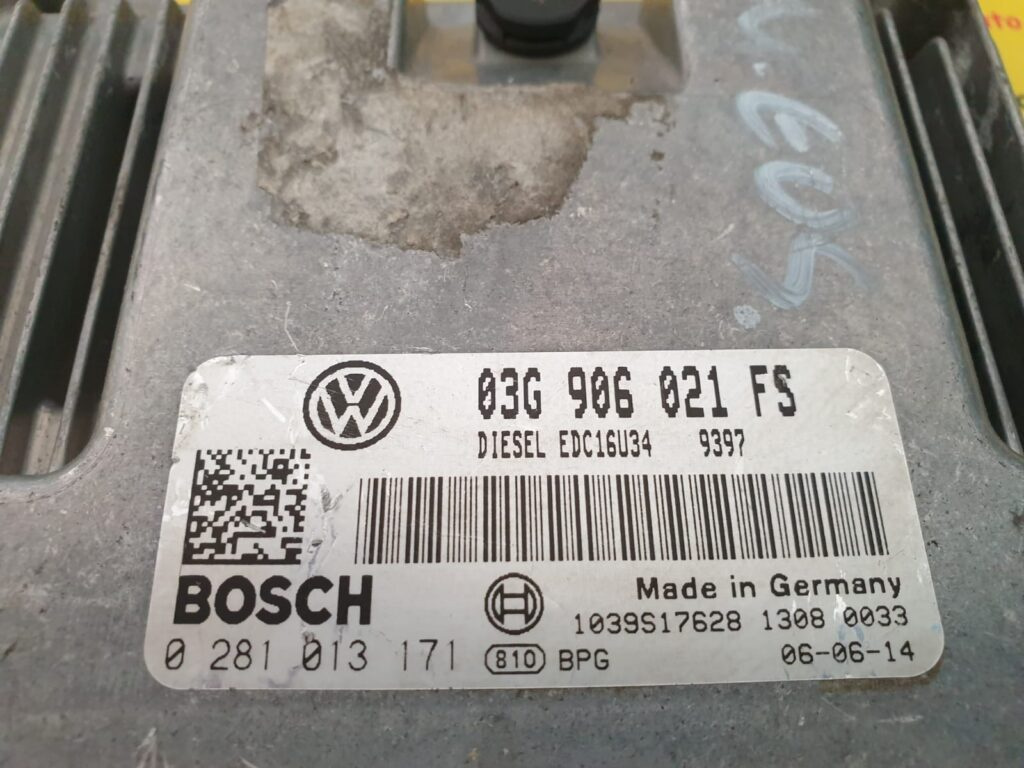 03G 906 021 FS
DIESEL EDC16U34 9397
BOSCH
Made in Germany
1039S17628 1308 0033
0 281 013 171 810 BPG 06-06-14